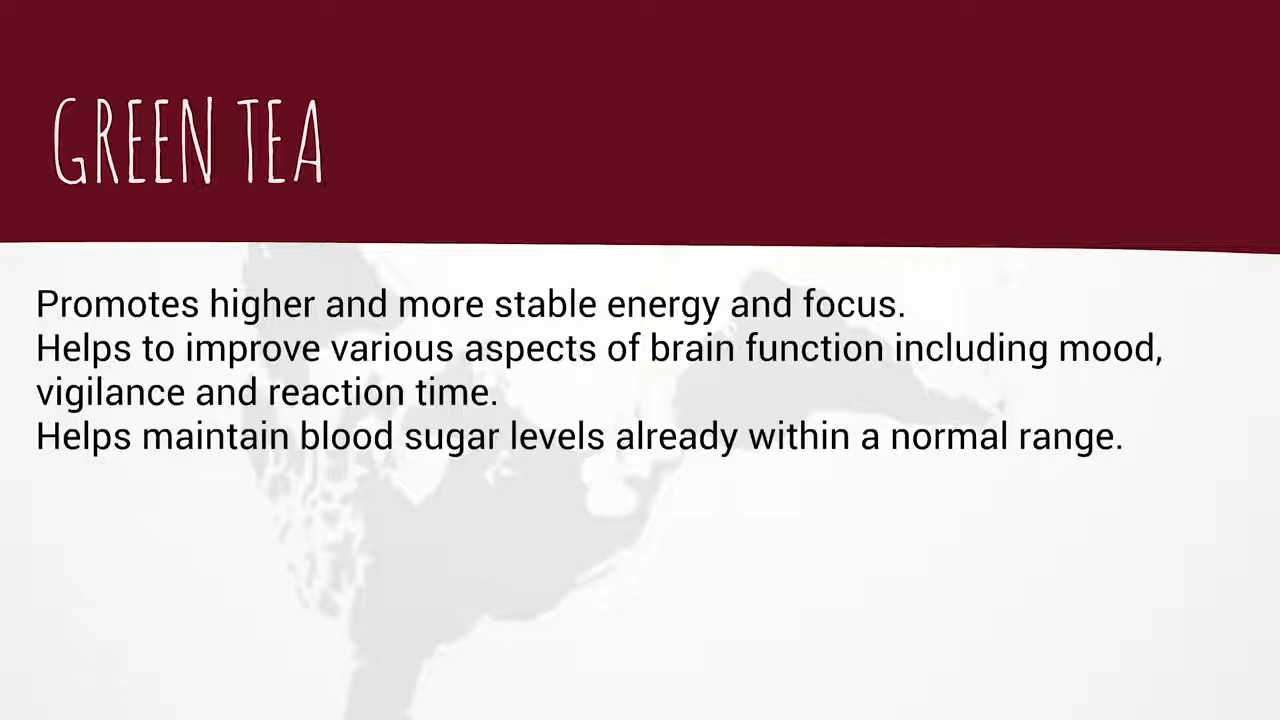 GREEN TEA
Promotes higher and more stable energy and focus.
Helps to improve various aspects of brain function including mood,
vigilance and reaction time.
Helps maintain blood sugar levels already within a normal range.